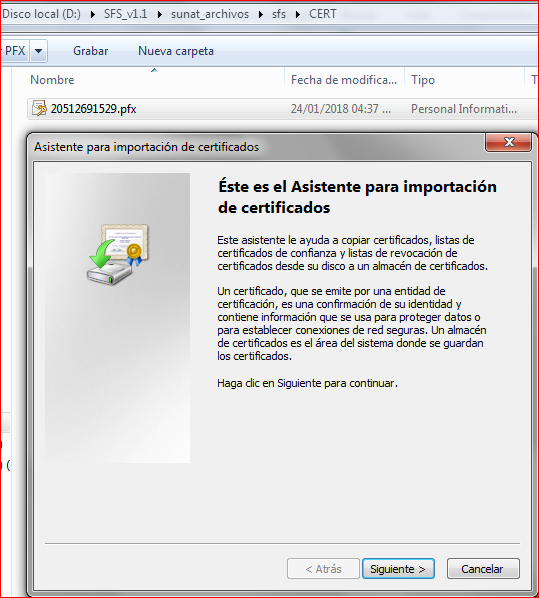 Disco local (D:) ▸ SFS_v1.1 ▸ sunat_archivos ▸ sfs ▸ CERT
PFX Grabar Nueva carpeta
Nombre Fecha de modifica... Tipo T
20512691529.pfx 24/01/2018 04:37 ... Personal Informati...
Asistente para importación de certificados
Éste es el Asistente para importación
de certificados
Este asistente le ayuda a copiar certificados, listas de
certificados de confianza y listas de revocación de
certificados desde su disco a un almacén de certificados.
Un certificado, que se emite por una entidad de
certificación, es una confirmación de su identidad y
contiene información que se usa para proteger datos o
para establecer conexiones de red seguras. Un almacén
de certificados es el área del sistema donde se guardan
los certificados.
Haga clic en Siguiente para continuar.
) (
< Atrás Siguiente > Cancelar